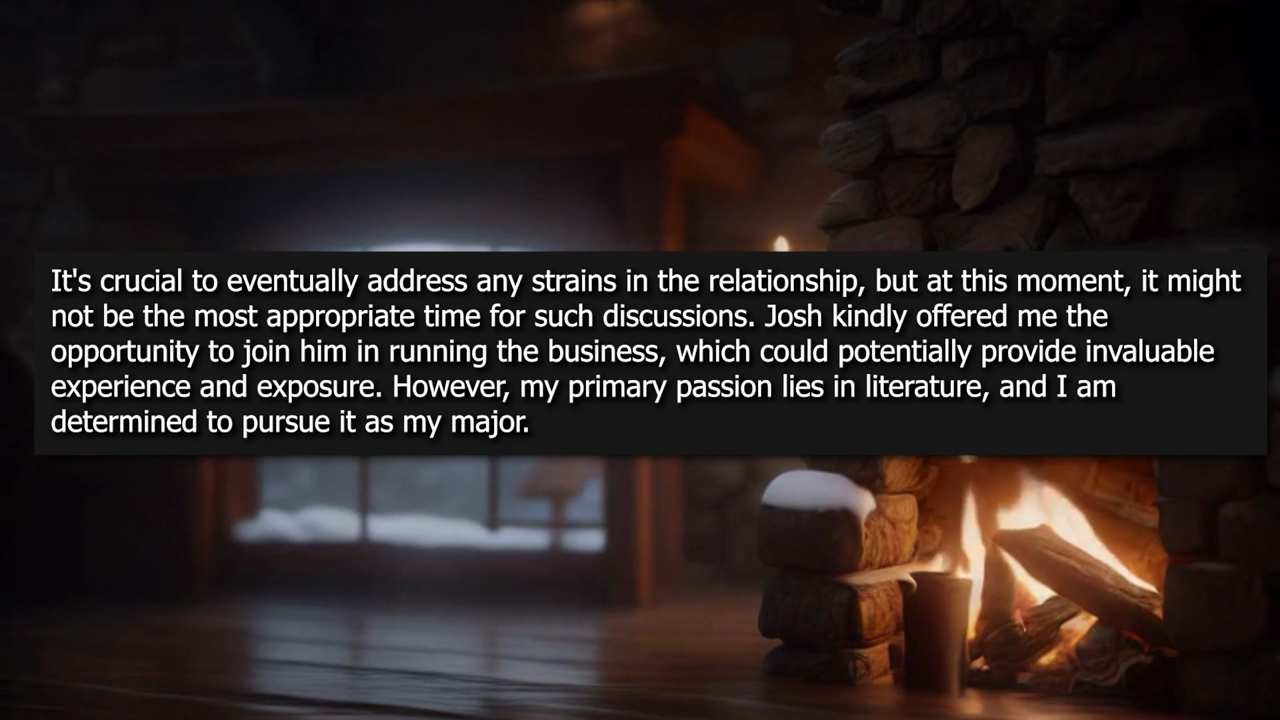 It's crucial to eventually address any strains in the relationship, but at this moment, it might
not be the most appropriate time for such discussions. Josh kindly offered me the
opportunity to join him in running the business, which could potentially provide invaluable
experience and exposure. However, my primary passion lies in literature, and I am
determined to pursue it as my major.